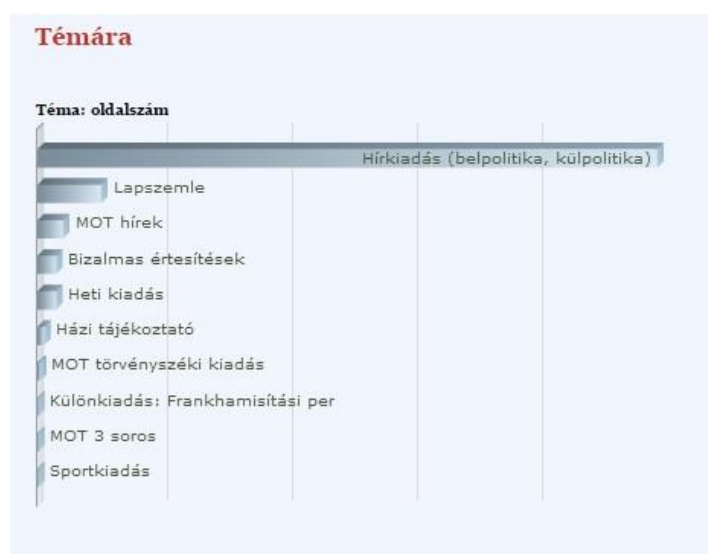 Témára
Téma: oldalszám
Hírkiadás (belpolitika, külpolitika)
Lapszemle
MOT hírek
Bizalmas értesítések
Heti kiadás
Házi tájékoztató
MOT törvényszéki kiadás
Különkiadás: Frankhamisítási per
MOT 3 soros
Sportkiadás